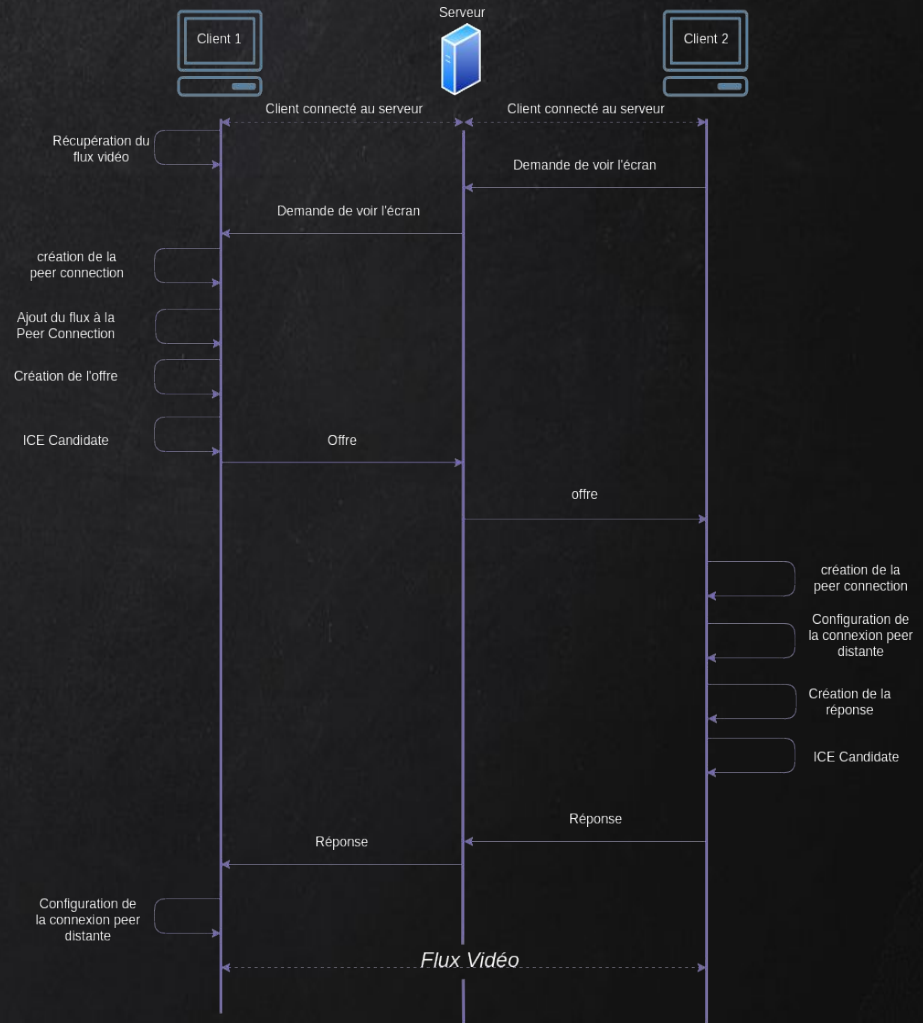 Serveur
Client 1
Client 2
Client connecté au serveur
Client connecté au serveur
Récupération du
flux vidéo
Demande de voir l'écran
Demande de voir l'écran
création de la
peer connection
Ajout du flux à la
Peer Connection
Création de l'offre
ICE Candidate
Offre
offre
création de la
peer connection
Configuration de
la connexion peer
distante
Création de la
réponse
ICE Candidate
Réponse
Réponse
Configuration de
la connexion peer
distante
Flux Vidéo